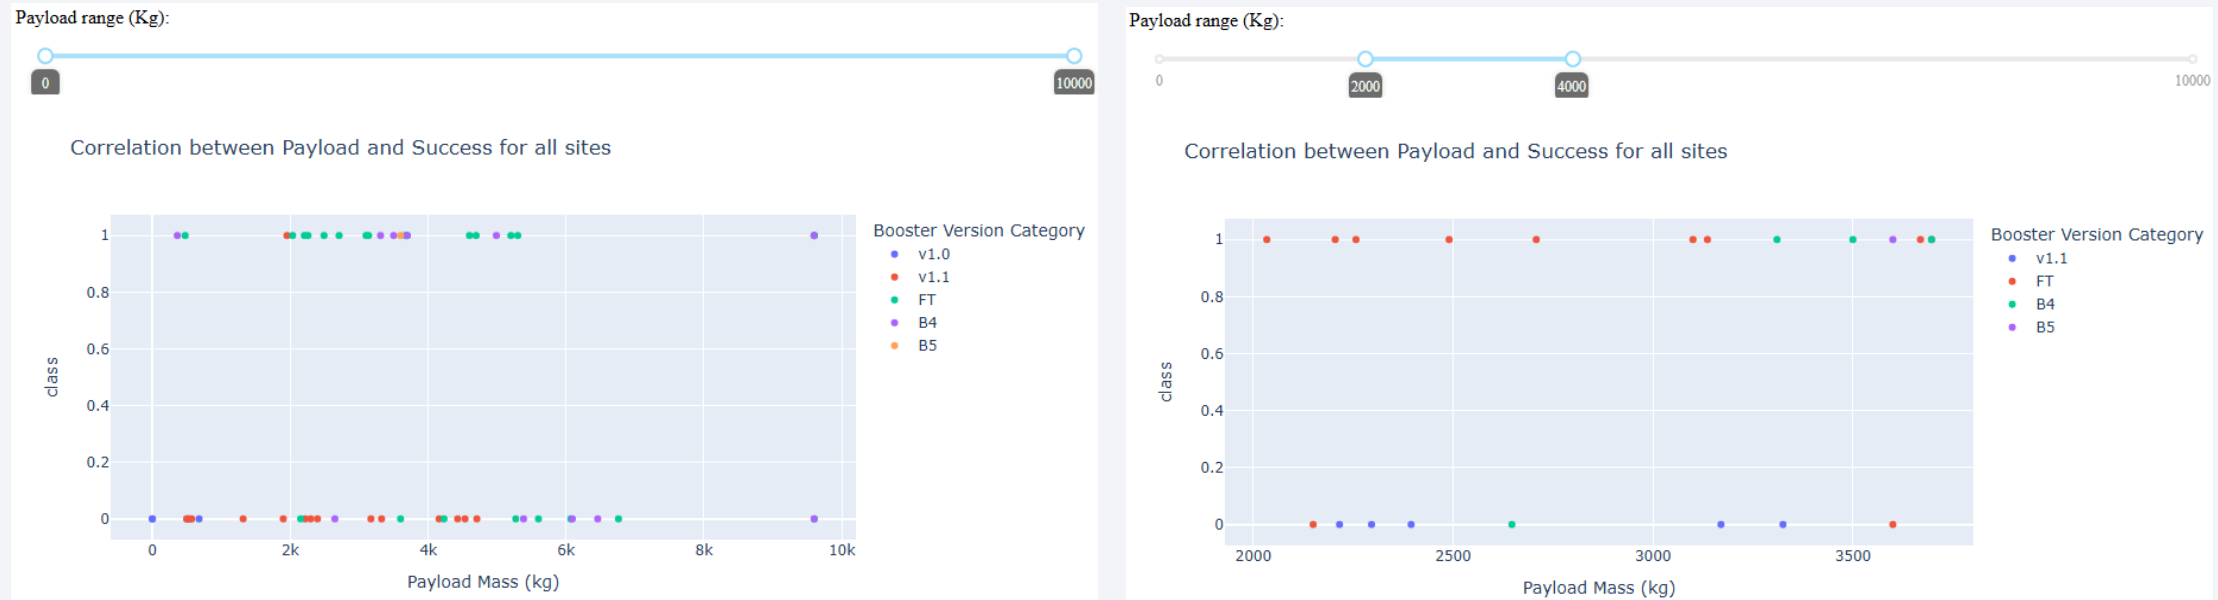 Payload range (Kg):
0
10000
Correlation between Payload and Success for all sites
1
0.8
0.6
0.4
0.2
0
class
0
2k
4k
6k
8k
10k
Payload Mass (kg)
Booster Version Category
v1.0
v1.1
FT
B4
B5
Payload range (Kg):
0
2000
4000
10000
Correlation between Payload and Success for all sites
1
0.8
0.6
0.4
0.2
0
class
2000
2500
3000
3500
Payload Mass (kg)
Booster Version Category
v1.1
FT
B4
B5